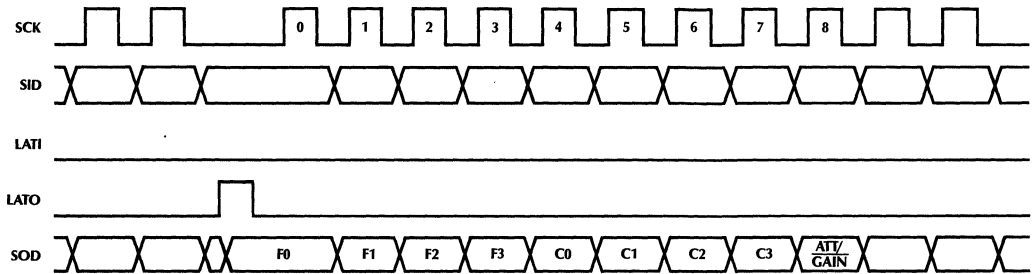 SCK 0 1 2 3 4 5 6 7 8
SID
LATI
LATO
SOD F0 F1 F2 F3 C0 C1 C2 C3 ATT/
GAIN